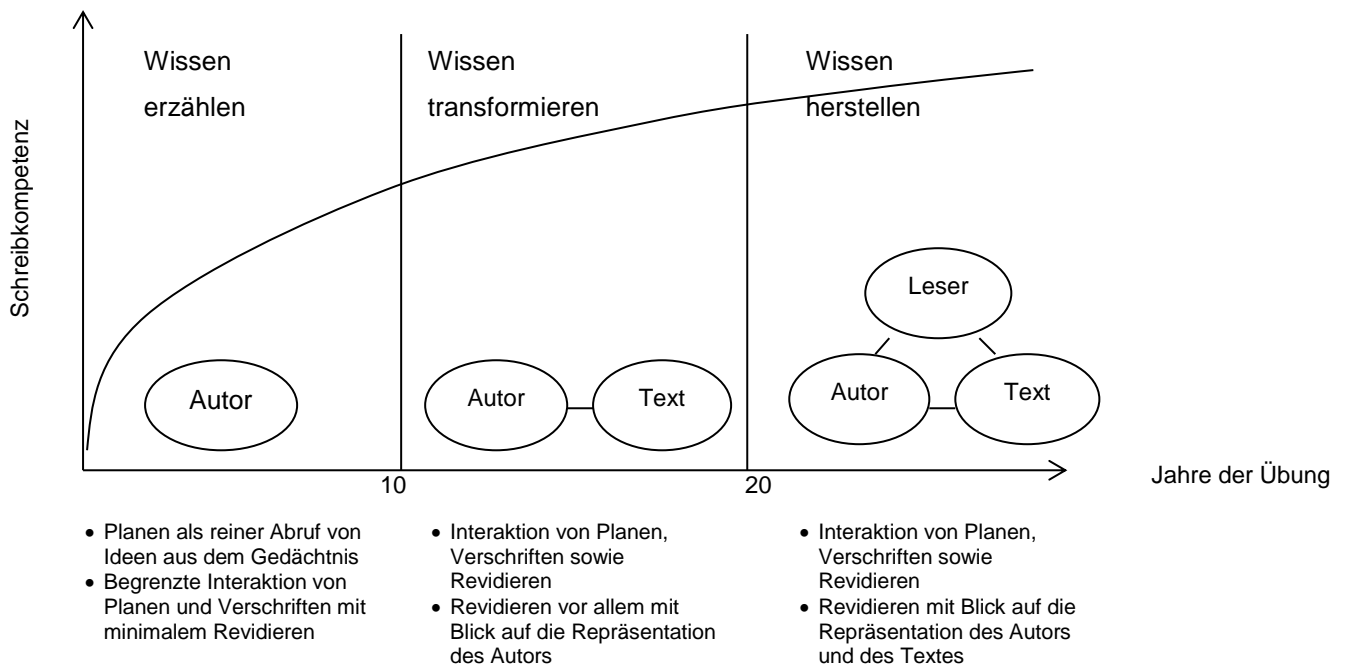 Schreibkompetenz
Wissen
erzählen
Wissen
transformieren
Wissen
herstellen
Autor
Autor
Text
Leser
Autor
Text
10
20
Jahre der Übung
• Planen als reiner Abruf von
Ideen aus dem Gedächtnis
• Begrenzte Interaktion von
Planen und Verschriften mit
minimalem Revidieren
• Interaktion von Planen,
Verschriften sowie
Revidieren
• Revidieren vor allem mit
Blick auf die Repräsentation
des Autors
• Interaktion von Planen,
Verschriften sowie
Revidieren
• Revidieren mit Blick auf die
Repräsentation des Autors
und des Textes